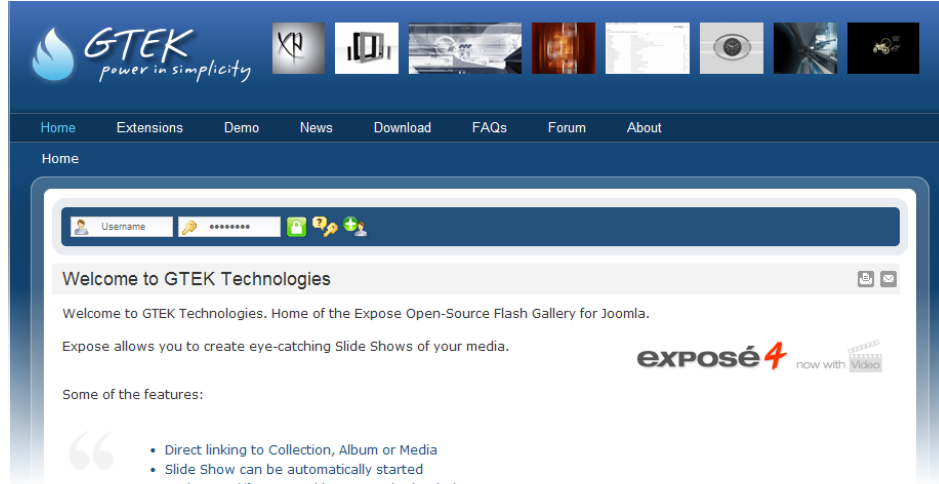 GTEK
power in simplicity
Home Extensions Demo News Download FAQs Forum About
Home
Username ••••••••
Welcome to GTEK Technologies
Welcome to GTEK Technologies. Home of the Expose Open-Source Flash Gallery for Joomla.
Expose allows you to create eye-catching Slide Shows of your media.
exposé 4 now with Video
Some of the features:
• Direct linking to Collection, Album or Media
• Slide Show can be automatically started